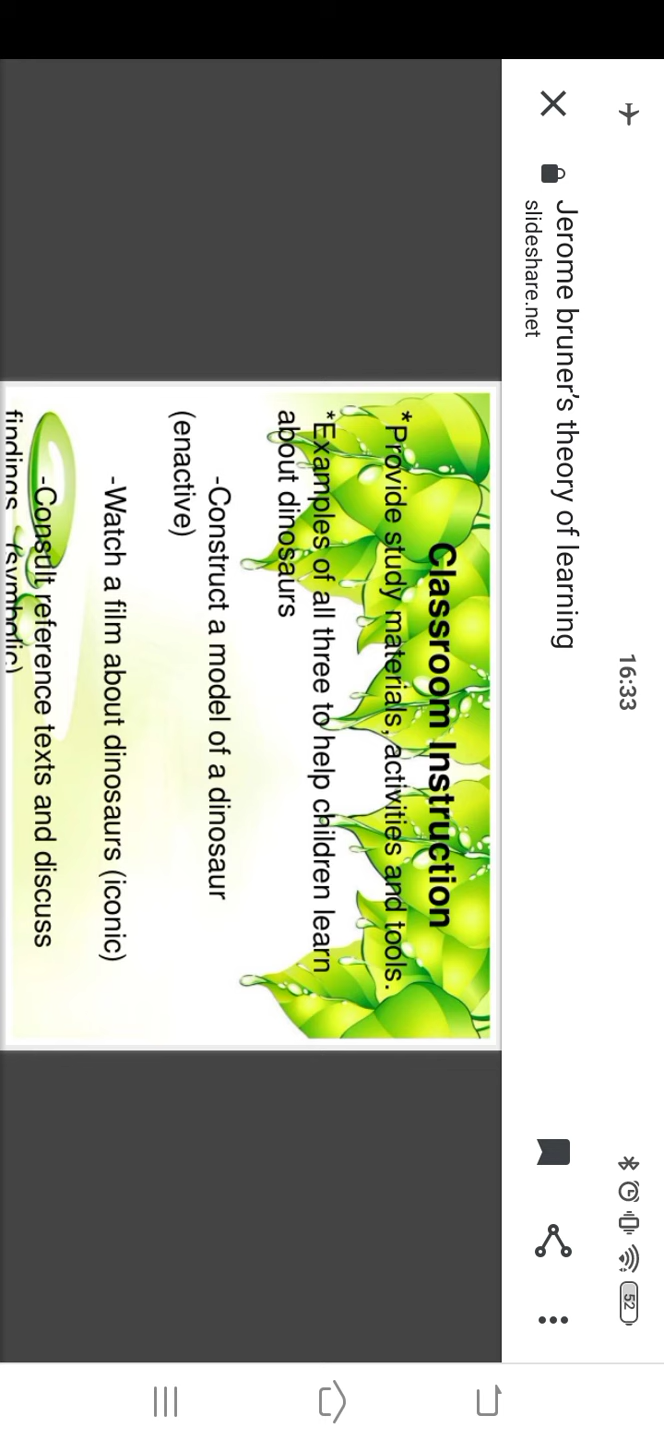 16:33
52
Jerome bruner's theory of learning
slideshare.net
Classroom Instruction
*Provide study materials, activities and tools.
*Examples of all three to help children learn
about dinosaurs
-Construct a model of a dinosaur
(enactive)
-Watch a film about dinosaurs (iconic)
-Consult reference texts and discuss
findings (symbolic)